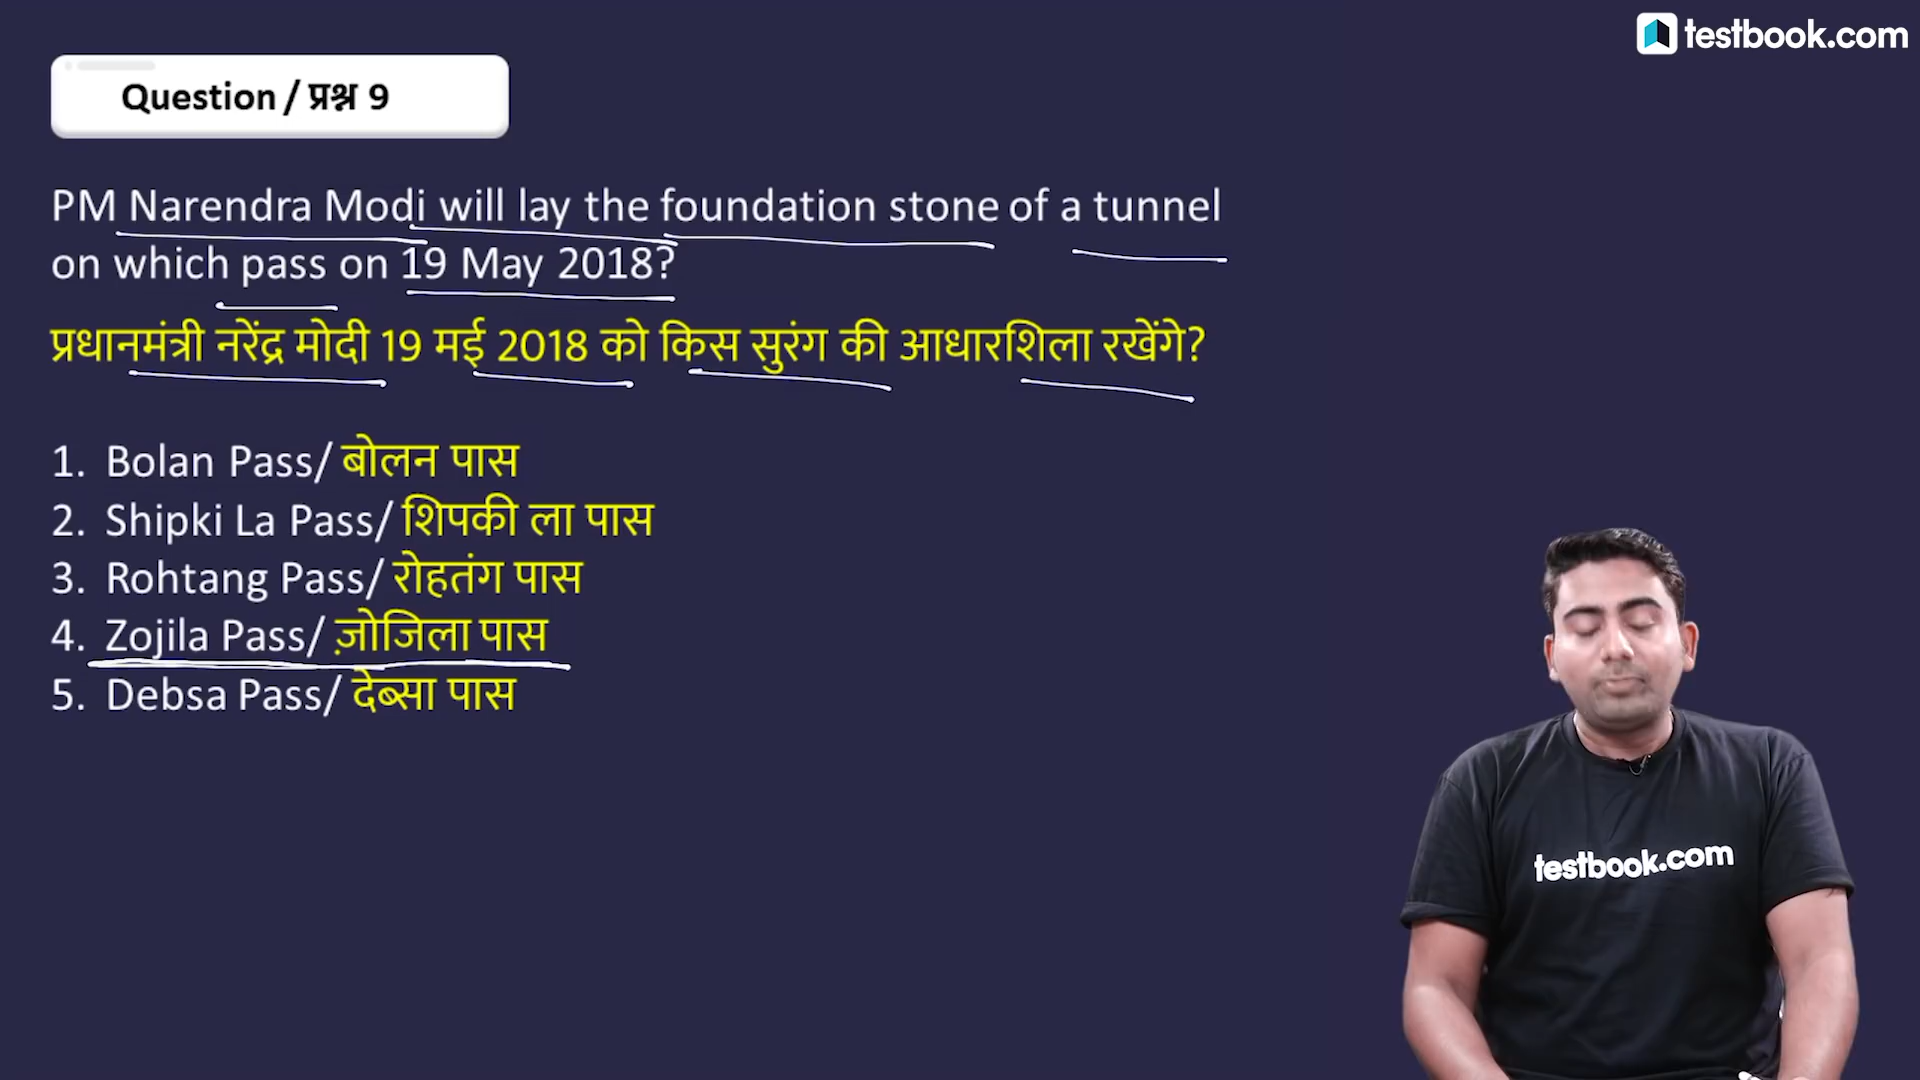 testbook.com
Question / प्रश्न 9
PM Narendra Modi will lay the foundation stone of a tunnel
on which pass on 19 May 2018?
प्रधानमंत्री नरेंद्र मोदी 19 मई 2018 को किस सुरंग की आधारशिला रखेंगे?
1. Bolan Pass/ बोलन पास
2. Shipki La Pass/ शिपकी ला पास
3. Rohtang Pass/ रोहतंग पास
4. Zojila Pass/ ज़ोजिला पास
5. Debsa Pass/ देब्सा पास
testbook.com